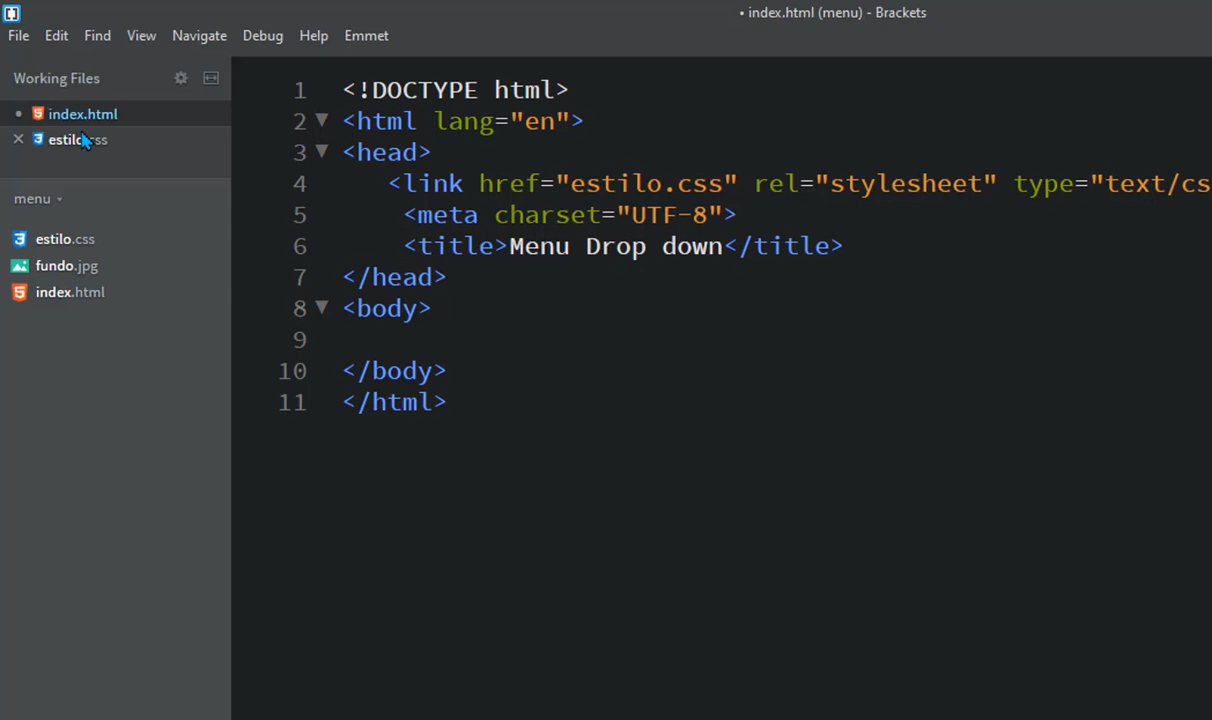 • index.html (menu) - Brackets
File Edit Find View Navigate Debug Help Emmet
Working Files
index.html
estilo.css
menu
estilo.css
fundo.jpg
index.html
1 <!DOCTYPE html>
2 <html lang="en">
3 <head>
4 <link href="estilo.css" rel="stylesheet" type="text/cs
5 <meta charset="UTF-8">
6 <title>Menu Drop down</title>
7 </head>
8 <body>
9
10 </body>
11 </html>